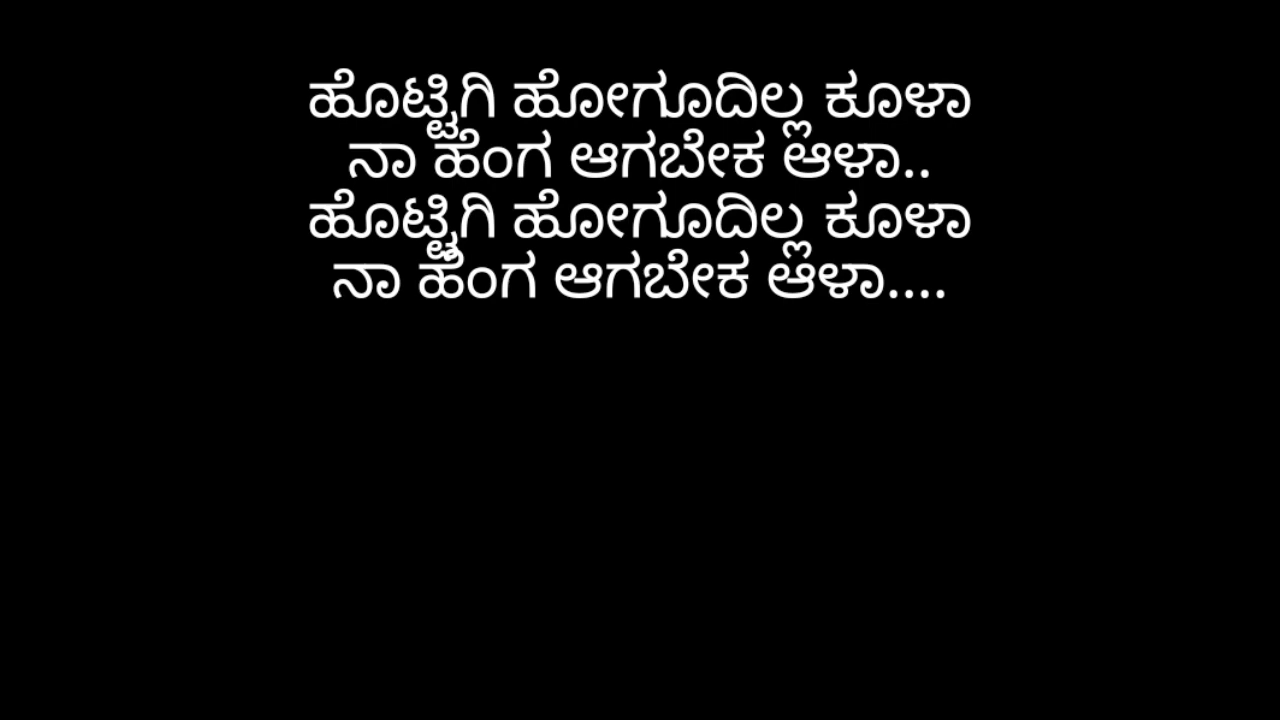 ಹೊಟ್ಟಿಗಿ ಹೋಗೂದಿಲ್ಲ ಕೂಳಾ
ನಾ ಹೆಂಗ ಆಗಬೇಕ ಆಳಾ..
ಹೊಟ್ಟಿಗಿ ಹೋಗೂದಿಲ್ಲ ಕೂಳಾ
ನಾ ಹೆಂಗ ಆಗಬೇಕ ಆಳಾ....